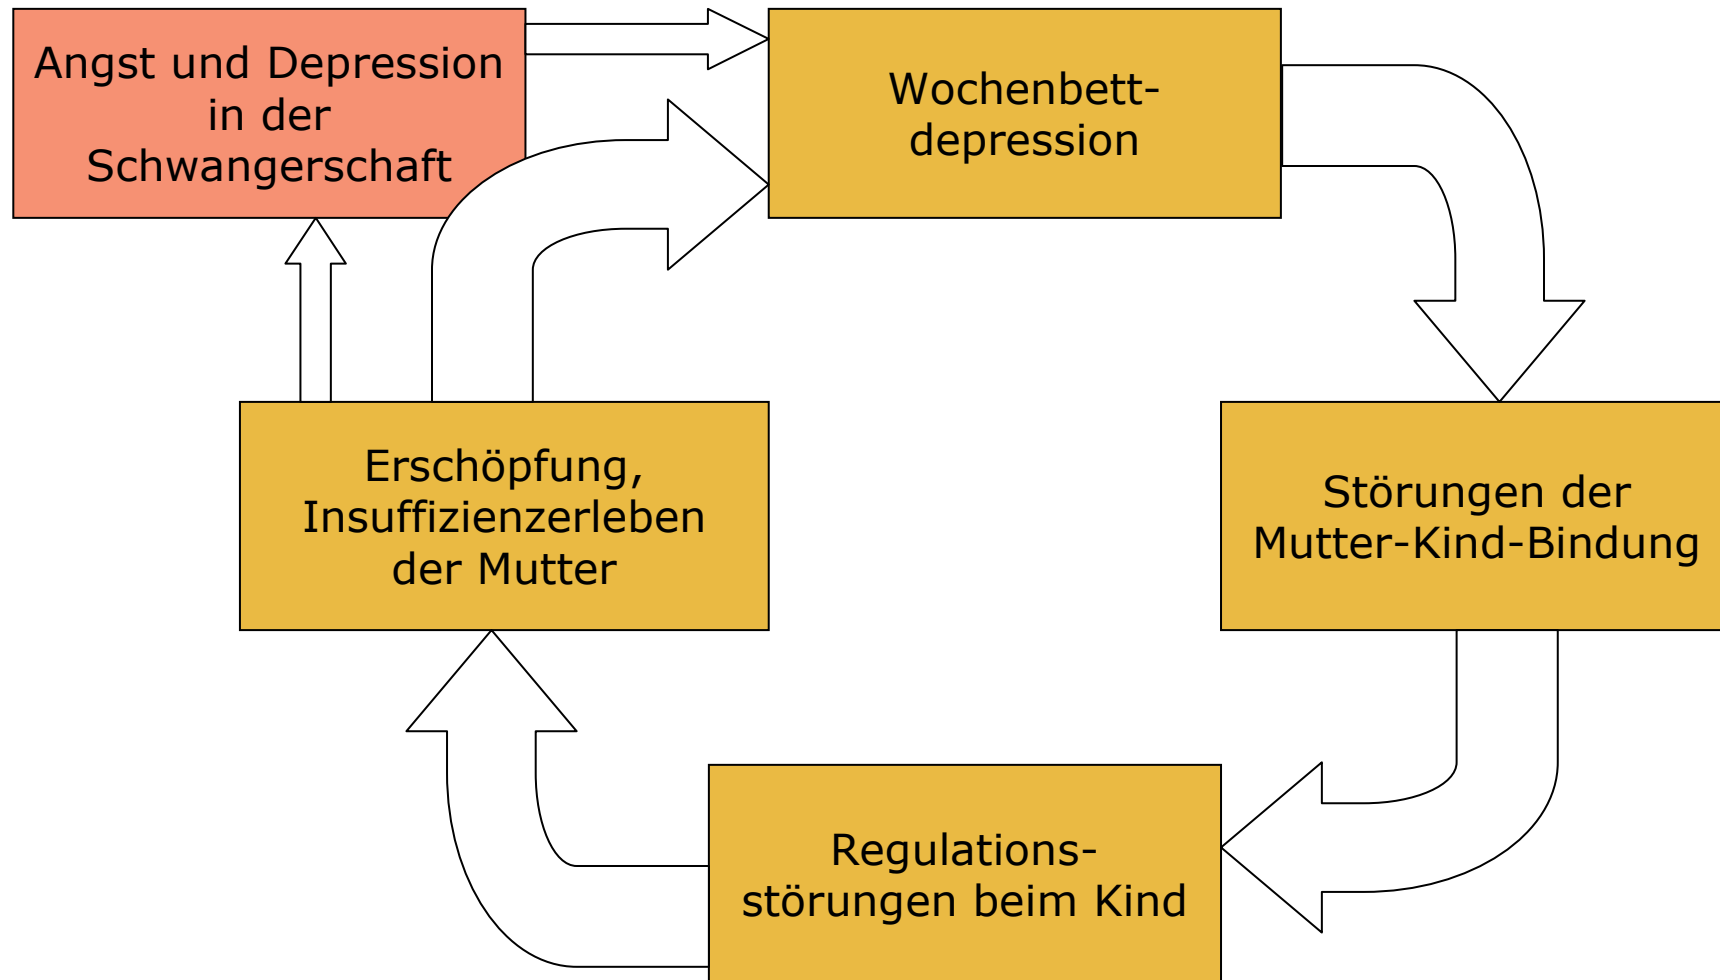 Angst und Depression
in der
Schwangerschaft
Wochenbett-
depression
Erschöpfung,
Insuffizienzerleben
der Mutter
Störungen der
Mutter-Kind-Bindung
Regulations-
störungen beim Kind